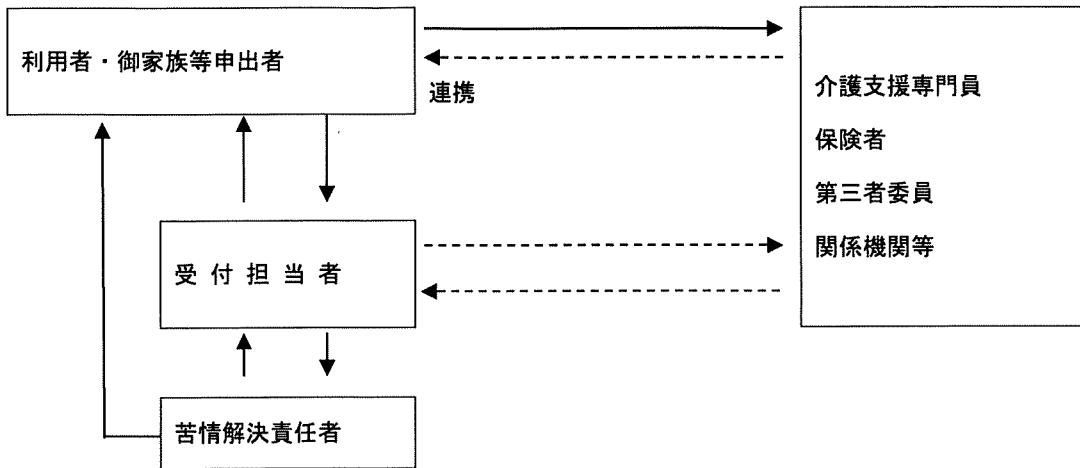 利用者・御家族等申出者
連携
介護支援専門員
保険者
第三者委員
関係機関等
受 付 担 当 者
苦情解決責任者